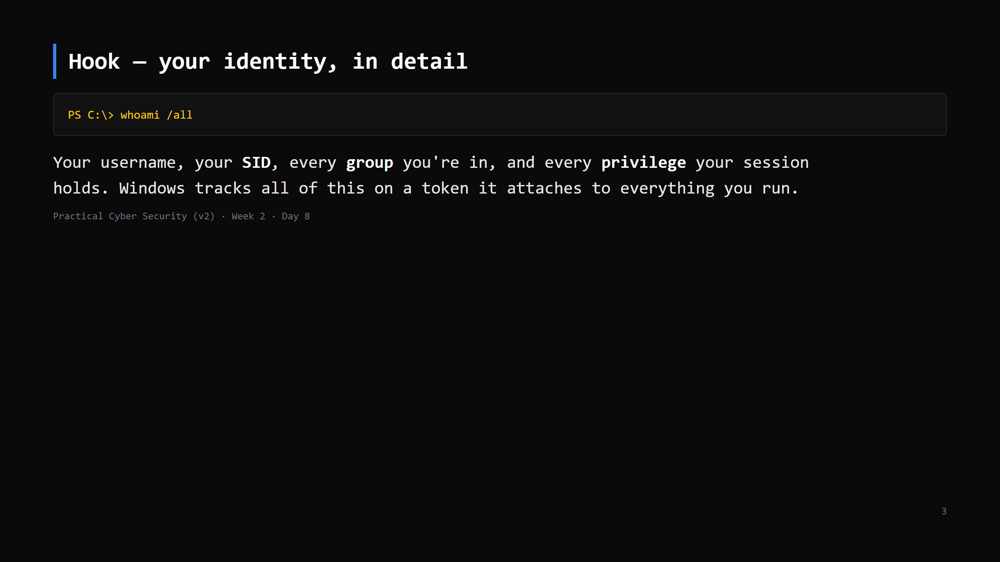 Hook — your identity, in detail
PS C:\> whoami /all
Your username, your SID, every group you're in, and every privilege your session
holds. Windows tracks all of this on a token it attaches to everything you run.
Practical Cyber Security (v2) · Week 2 · Day 8
3